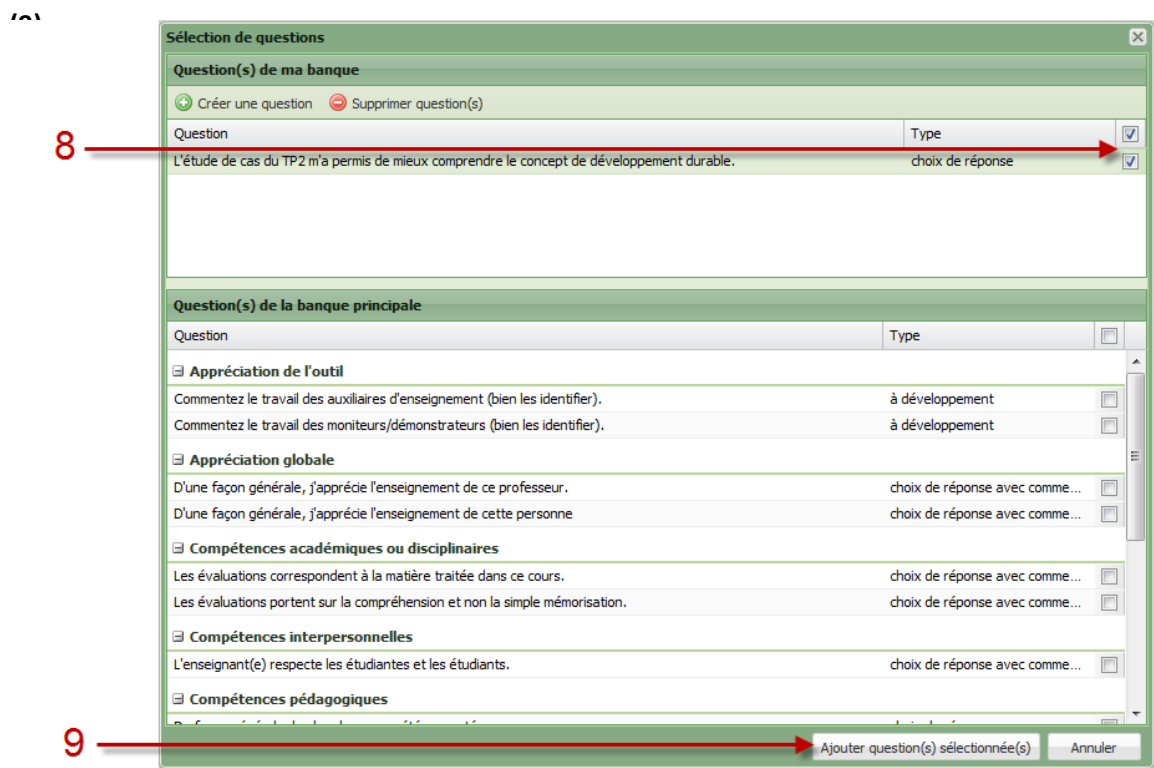 Sélection de questions
Question(s) de ma banque
Créer une question Supprimer question(s)
Question Type
8
L'étude de cas du TP2 m'a permis de mieux comprendre le concept de développement durable. choix de réponse
Question(s) de la banque principale
Question Type
Appréciation de l'outil
Commentez le travail des auxiliaires d'enseignement (bien les identifier). à développement
Commentez le travail des moniteurs/démonstrateurs (bien les identifier). à développement
Appréciation globale
D'une façon générale, j'apprécie l'enseignement de ce professeur. choix de réponse avec comme...
D'une façon générale, j'apprécie l'enseignement de cette personne choix de réponse avec comme...
Compétences académiques ou disciplinaires
Les évaluations correspondent à la matière traitée dans ce cours. choix de réponse avec comme...
Les évaluations portent sur la compréhension et non la simple mémorisation. choix de réponse avec comme...
Compétences interpersonnelles
L'enseignant(e) respecte les étudiantes et les étudiants. choix de réponse avec comme...
Compétences pédagogiques
9
Ajouter question(s) sélectionnée(s) Annuler